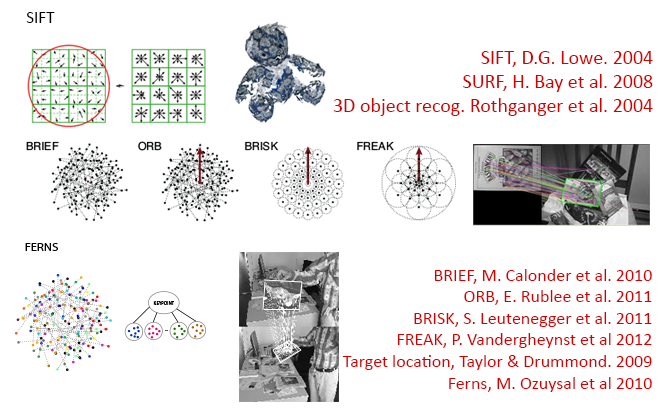 SIFT
SIFT, D.G. Lowe. 2004
SURF, H. Bay et al. 2008
3D object recog. Rothganger et al. 2004
BRIEF
ORB
BRISK
FREAK
FERNS
KEYPOINT
BRIEF, M. Calonder et al. 2010
ORB, E. Rublee et al. 2011
BRISK, S. Leutenegger et al. 2011
FREAK, P. Vandergheynst et al 2012
Target location, Taylor & Drummond. 2009
Ferns, M. Ozuysal et al 2010